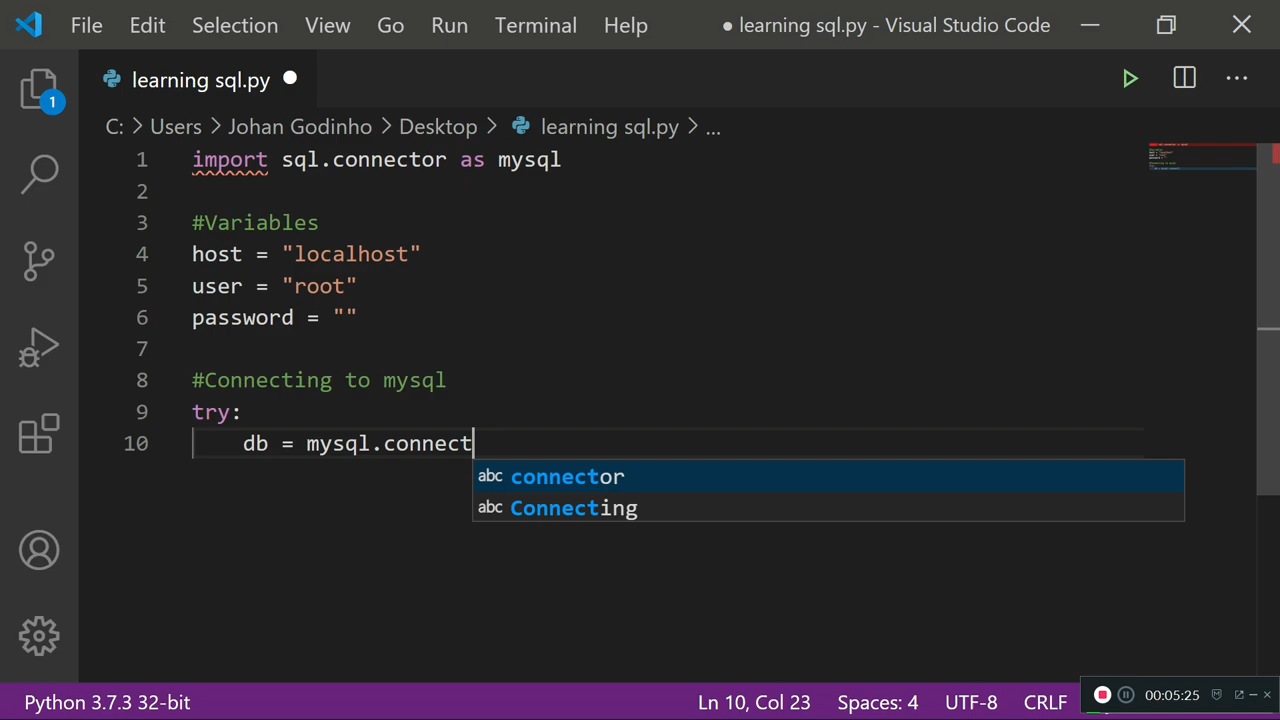 File Edit Selection View Go Run Terminal Help ● learning sql.py - Visual Studio Code
learning sql.py
1
C: > Users > Johan Godinho > Desktop > learning sql.py > ...
1 import sql.connector as mysql
2
3 #Variables
4 host = "localhost"
5 user = "root"
6 password = ""
7
8 #Connecting to mysql
9 try:
10 db = mysql.connect
abc connector
abc Connecting
Python 3.7.3 32-bit Ln 10, Col 23 Spaces: 4 UTF-8 CRLF 00:05:25